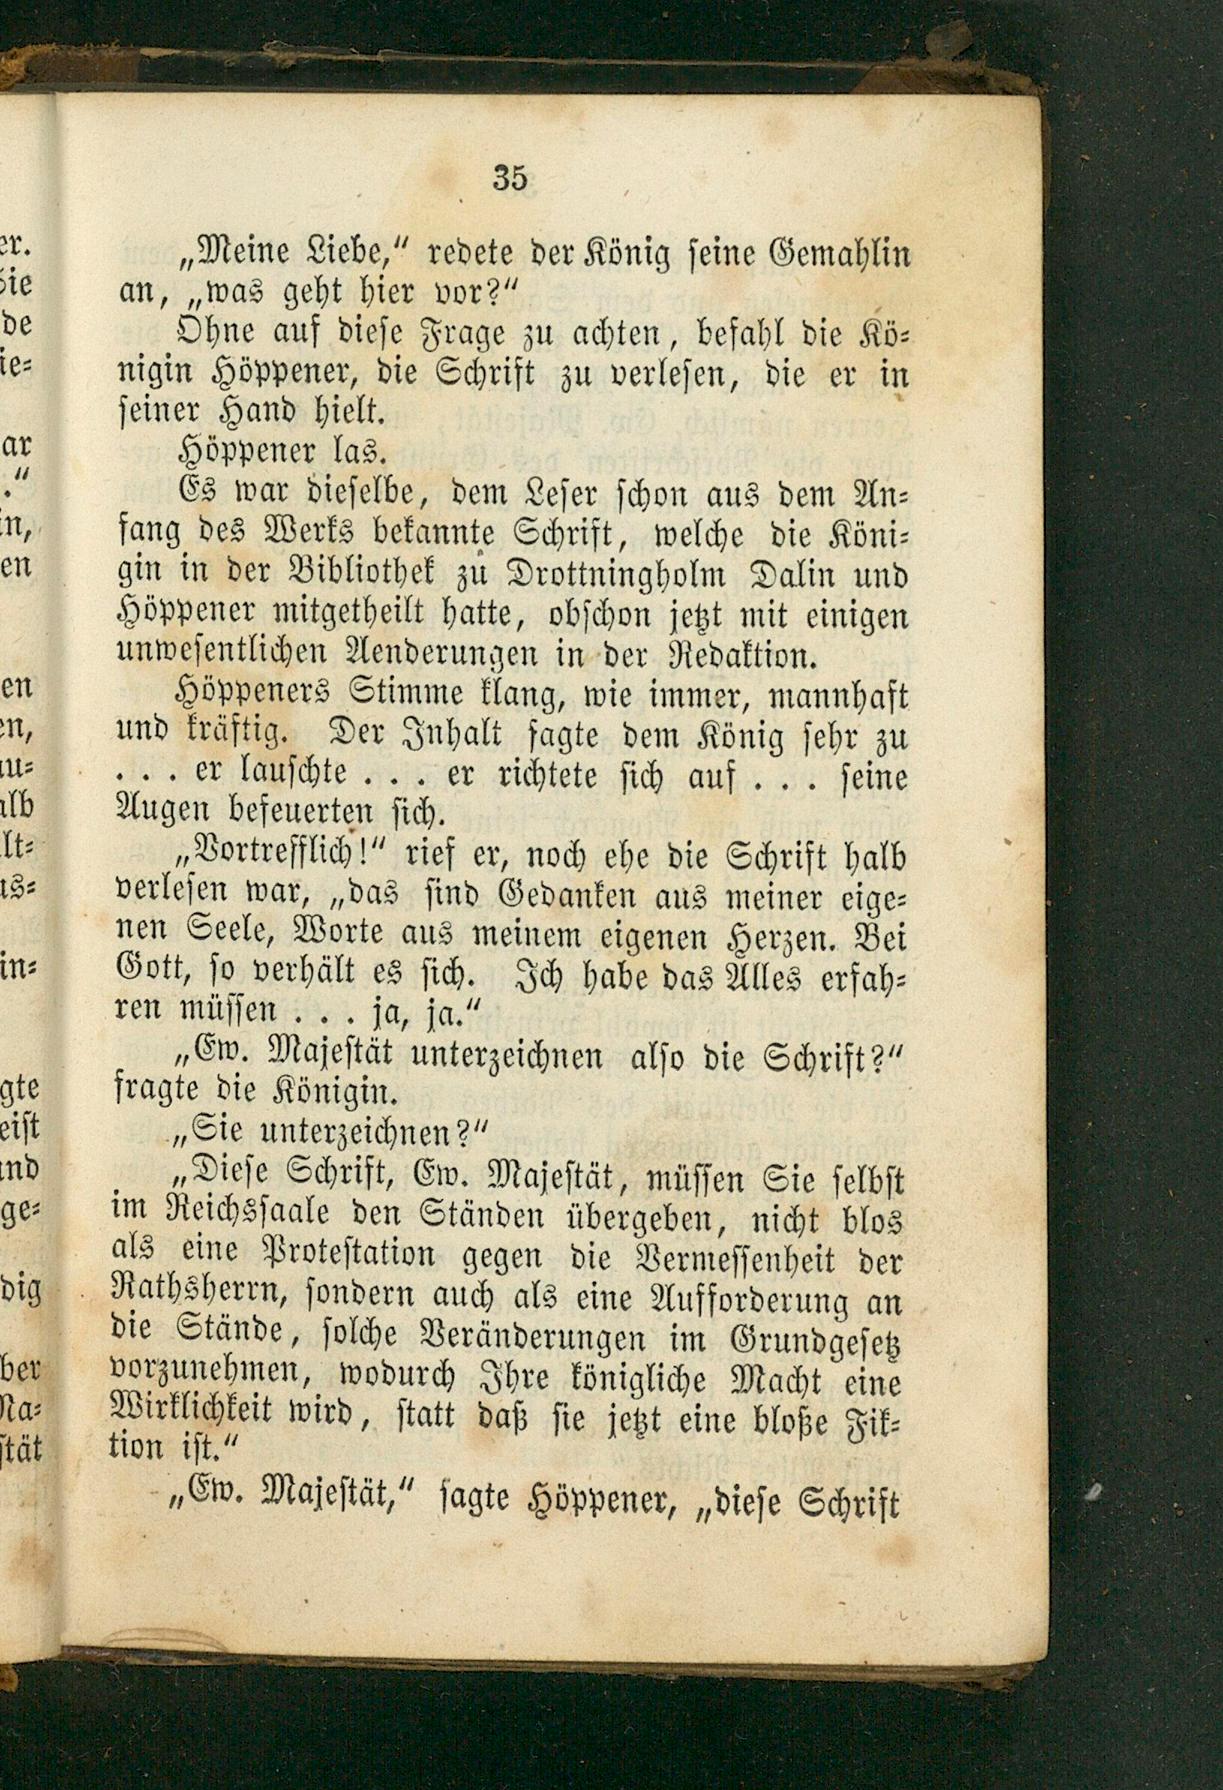 35
„Meine Liebe,“ redete der König seine Gemahlin
an, „was geht hier vor?“
Ohne auf diese Frage zu achten, befahl die Kö-
nigin Höppener, die Schrift zu verlesen, die er in
seiner Hand hielt.
Höppener las.
Es war dieselbe, dem Leser schon aus dem An-
fang des Werks bekannte Schrift, welche die Köni-
gin in der Bibliothek zu Drottningholm Dalin und
Höppener mitgetheilt hatte, obschon jetzt mit einigen
unwesentlichen Aenderungen in der Redaktion.
Höppeners Stimme klang, wie immer, mannhaft
und kräftig. Der Inhalt sagte dem König sehr zu
. . . er lauschte . . . er richtete sich auf . . . seine
Augen befeuerten sich.
„Vortrefflich!“ rief er, noch ehe die Schrift halb
verlesen war, „das sind Gedanken aus meiner eige-
nen Seele, Worte aus meinem eigenen Herzen. Bei
Gott, so verhält es sich. Ich habe das Alles erfah-
ren müssen . . . ja, ja.“
„Ew. Majestät unterzeichnen also die Schrift?“
fragte die Königin.
„Sie unterzeichnen?“
„Diese Schrift, Ew. Majestät, müssen Sie selbst
im Reichssaale den Ständen übergeben, nicht blos
als eine Protestation gegen die Vermessenheit der
Rathsherrn, sondern auch als eine Aufforderung an
die Stände, solche Veränderungen im Grundgesetz
vorzunehmen, wodurch Ihre königliche Macht eine
Wirklichkeit wird, statt daß sie jetzt eine bloße Fik-
tion ist.“
„Ew. Majestät,“ sagte Höppener, „diese Schrift